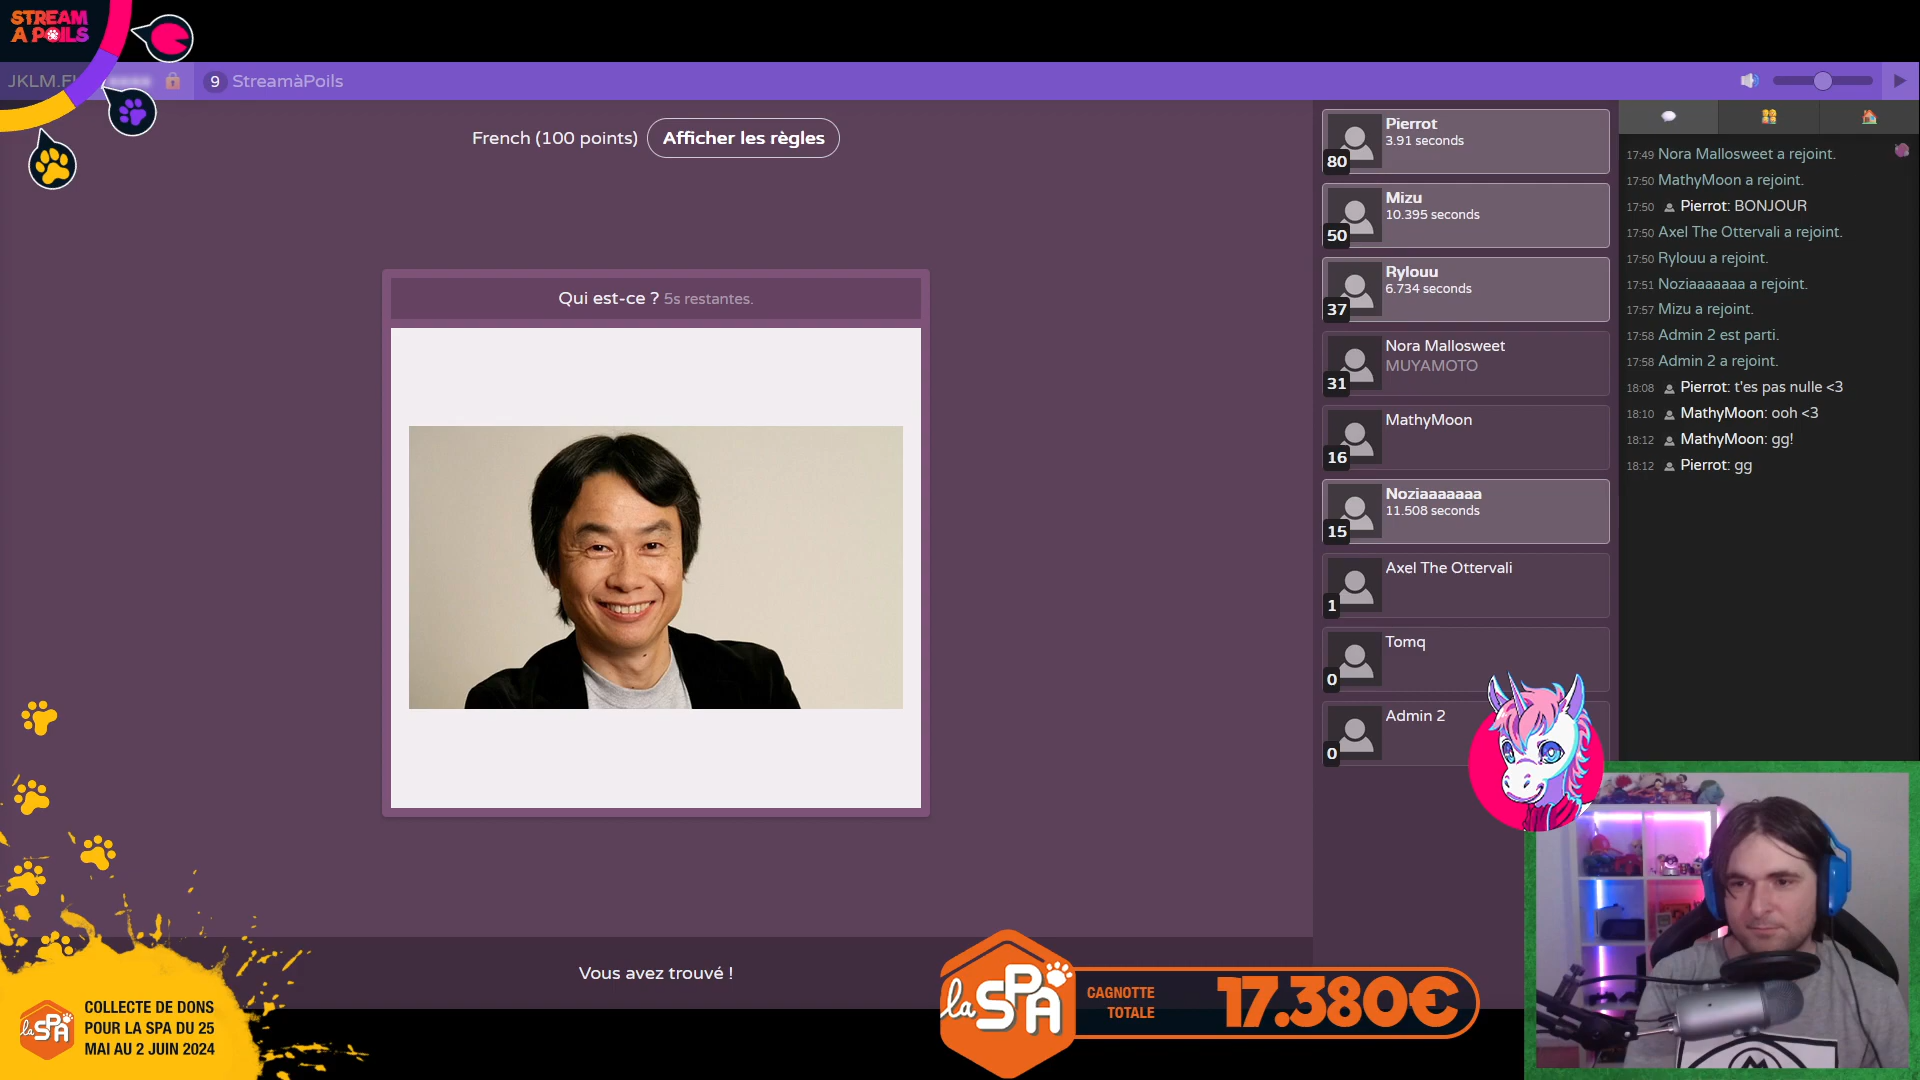 STREAM
A POILS
JKLM.F
9 StreamàPoils
French (100 points) Afficher les règles
Qui est-ce ? 5s restantes.
Vous avez trouvé !
Pierrot
3.91 seconds
80
Mizu
10.395 seconds
50
Rylouu
6.734 seconds
37
Nora Mallosweet
MUYAMOTO
31
MathyMoon
16
Noziaaaaaaa
11.508 seconds
15
Axel The Ottervali
1
Tomq
0
Admin 2
0
17:49 Nora Mallosweet a rejoint.
17:50 MathyMoon a rejoint.
17:50 Pierrot: BONJOUR
17:50 Axel The Ottervali a rejoint.
17:50 Rylouu a rejoint.
17:51 Noziaaaaaaa a rejoint.
17:57 Mizu a rejoint.
17:58 Admin 2 est parti.
17:58 Admin 2 a rejoint.
18:08 Pierrot: t'es pas nulle <3
18:10 MathyMoon: ooh <3
18:12 MathyMoon: gg!
18:12 Pierrot: gg
la SPA
COLLECTE DE DONS
POUR LA SPA DU 25
MAI AU 2 JUIN 2024
la SPA
CAGNOTTE
TOTALE
17.380€